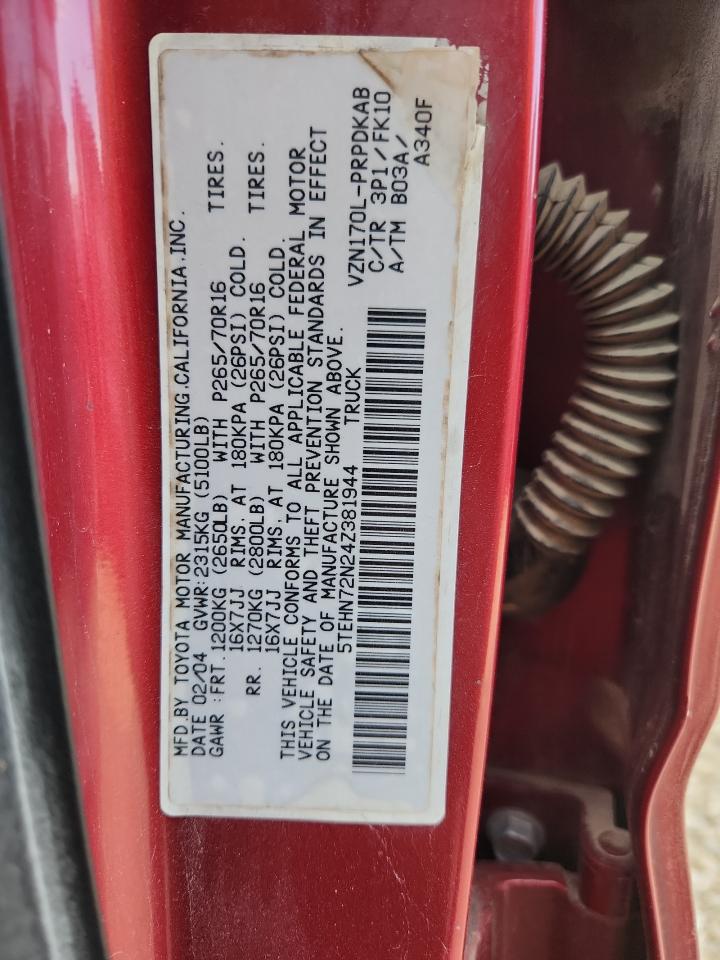 MFD.BY TOYOTA MOTOR MANUFACTURING.CALIFORNIA.INC.
DATE 02/04 GVWR:2315KG (5100LB)
GAWR :FRT.1200KG (2650LB) WITH P265/70R16 TIRES.
16X7JJ RIMS. AT 180KPA (26PSI) COLD.
RR. 1270KG (2800LB) WITH P265/70R16 TIRES.
16X7JJ RIMS. AT 180KPA (26PSI) COLD.
THIS VEHICLE CONFORMS TO ALL APPLICABLE FEDERAL MOTOR
VEHICLE SAFETY AND THEFT PREVENTION STANDARDS IN EFFECT
ON THE DATE OF MANUFACTURE SHOWN ABOVE.
5TEHN72N24Z381944 TRUCK
VZN170L-PRPDKAB
C/TR 3P1/FK10
A/TM B03A/
A340F